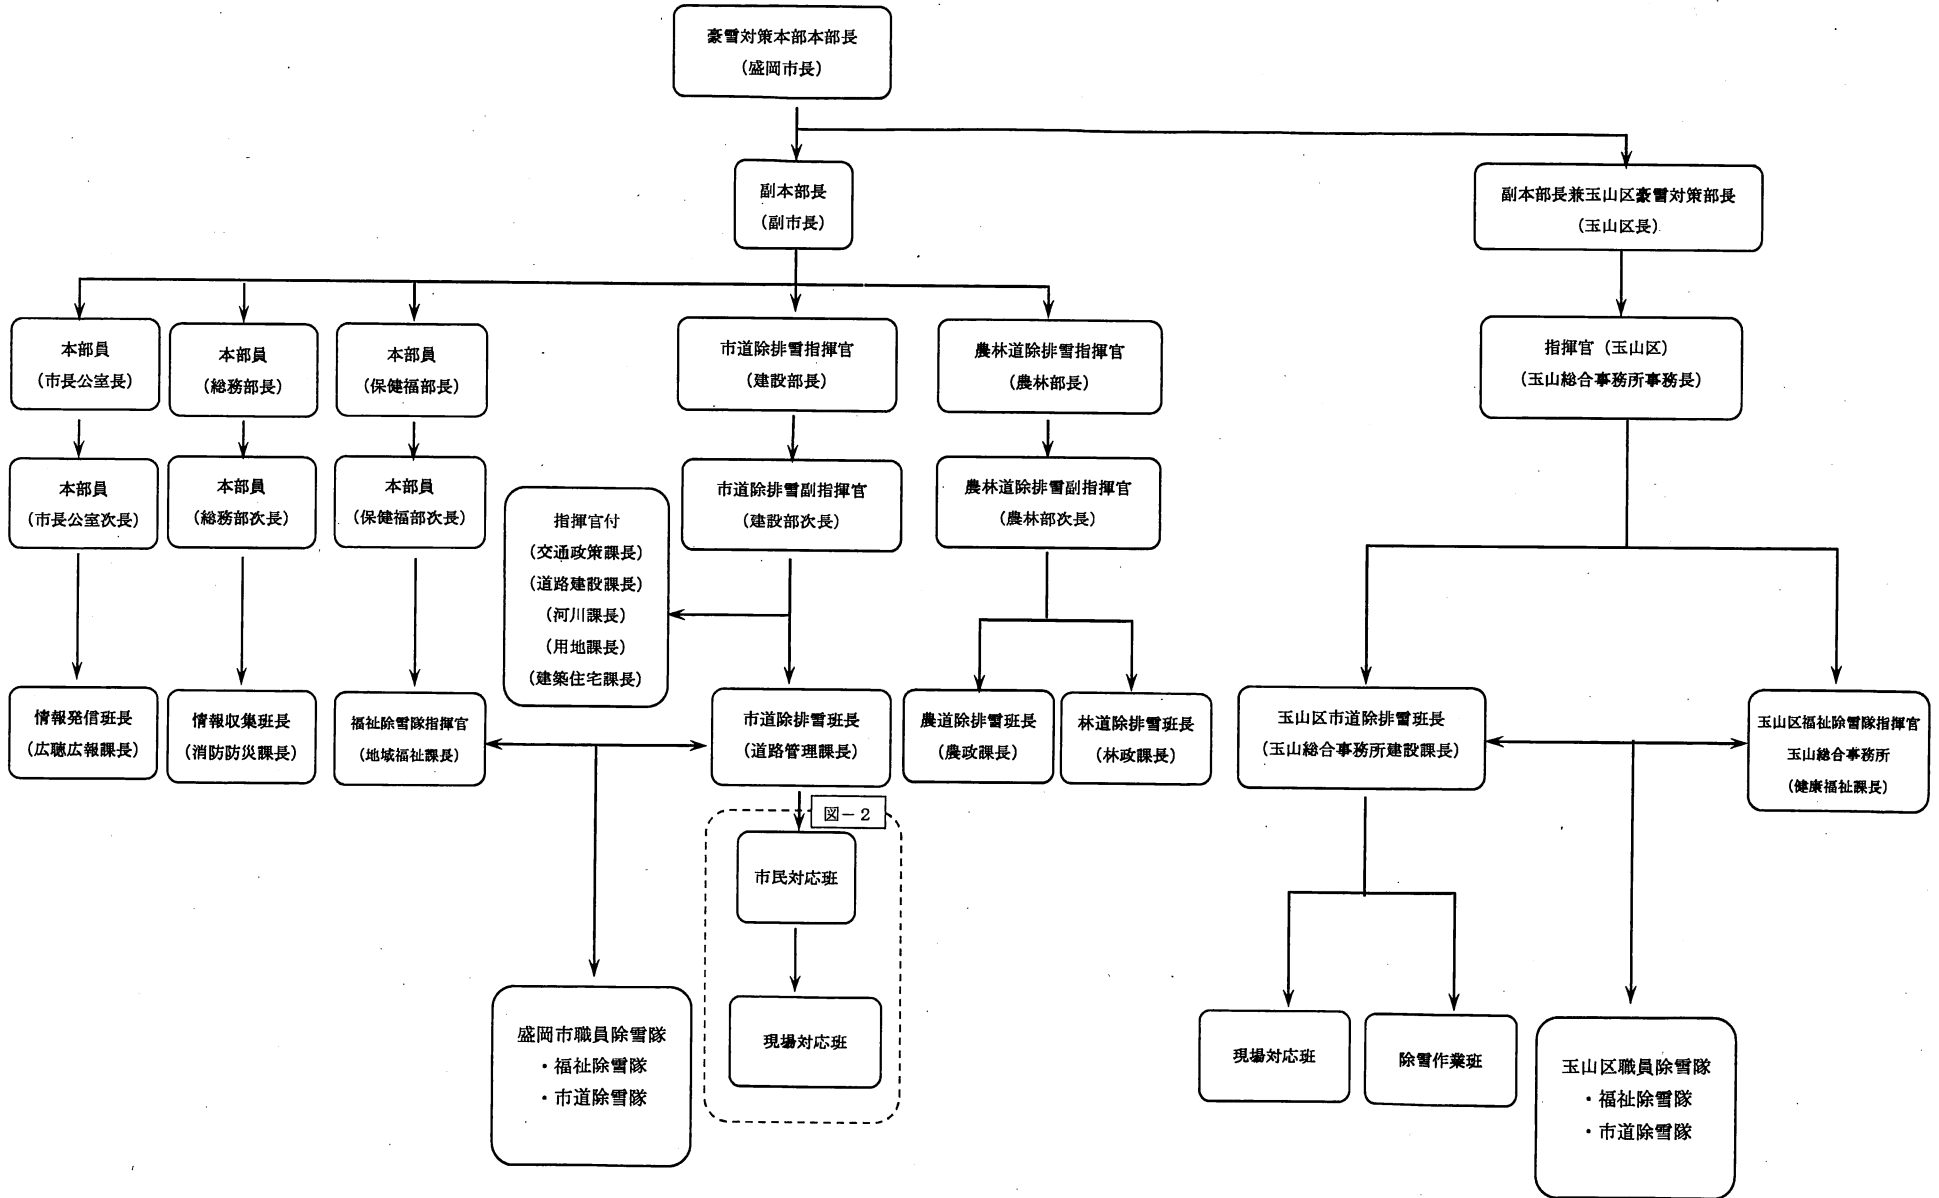 豪雪対策本部本部長
（盛岡市長）
副本部長
（副市長）
副本部長兼玉山区豪雪対策部長
（玉山区長）
本部員
（市長公室長）
本部員
（総務部長）
本部員
（保健福部長）
市道除排雪指揮官
（建設部長）
農林道除排雪指揮官
（農林部長）
指揮官（玉山区）
（玉山総合事務所事務長）
本部員
（市長公室次長）
本部員
（総務部次長）
本部員
（保健福部次長）
指揮官付
（交通政策課長）
（道路建設課長）
（河川課長）
（用地課長）
（建築住宅課長）
市道除排雪副指揮官
（建設部次長）
農林道除排雪副指揮官
（農林部次長）
情報発信班長
（広聴広報課長）
情報収集班長
（消防防災課長）
福祉除雪隊指揮官
（地域福祉課長）
市道除排雪班長
（道路管理課長）
農道除排雪班長
（農政課長）
林道除排雪班長
（林政課長）
玉山区市道除排雪班長
（玉山総合事務所建設課長）
玉山区福祉除雪隊指揮官
玉山総合事務所
（健康福祉課長）
図－２
市民対応班
現場対応班
盛岡市職員除雪隊
・福祉除雪隊
・市道除雪隊
現場対応班
除雪作業班
玉山区職員除雪隊
・福祉除雪隊
・市道除雪隊